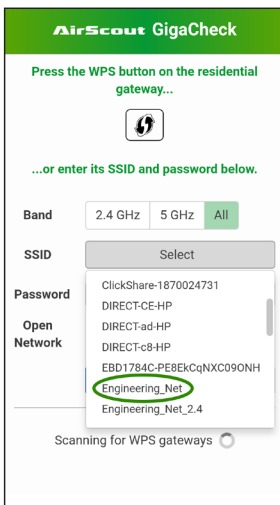 AirScout GigaCheck
Press the WPS button on the residential
gateway...
...or enter its SSID and password below.
Band
2.4 GHz
5 GHz
All
SSID
Select
Password
Open
Network
ClickShare-1870024731
DIRECT-CE-HP
DIRECT-ad-HP
DIRECT-c8-HP
EBD1784C-PE8EkCqNXC09ONH
Engineering_Net
Engineering_Net_2.4
Scanning for WPS gateways